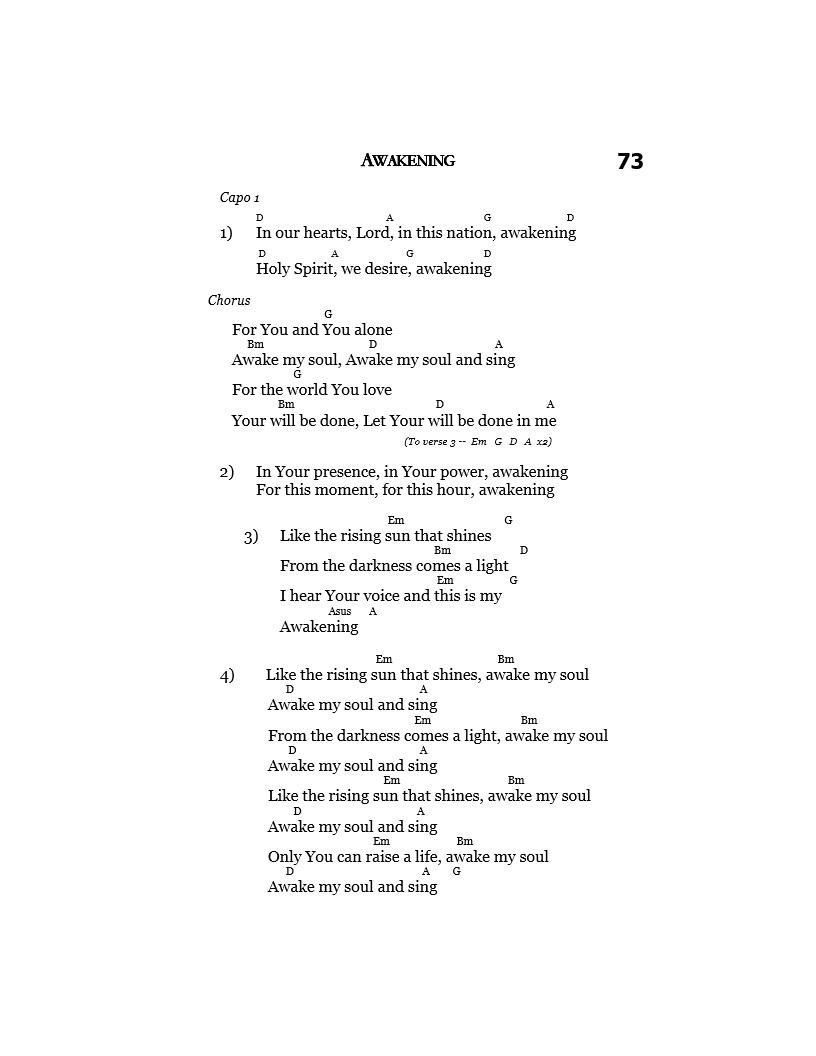 AWAKENING 73
Capo 1
D A G D
1) In our hearts, Lord, in this nation, awakening
D A G D
Holy Spirit, we desire, awakening
Chorus
G
For You and You alone
Bm D A
Awake my soul, Awake my soul and sing
G
For the world You love
Bm D A
Your will be done, Let Your will be done in me
(To verse 3 -- Em G D A x2)
2) In Your presence, in Your power, awakening
For this moment, for this hour, awakening
Em G
3) Like the rising sun that shines
Bm D
From the darkness comes a light
Em G
I hear Your voice and this is my
Asus A
Awakening
Em Bm
4) Like the rising sun that shines, awake my soul
D A
Awake my soul and sing
Em Bm
From the darkness comes a light, awake my soul
D A
Awake my soul and sing
Em Bm
Like the rising sun that shines, awake my soul
D A
Awake my soul and sing
Em Bm
Only You can raise a life, awake my soul
D A G
Awake my soul and sing